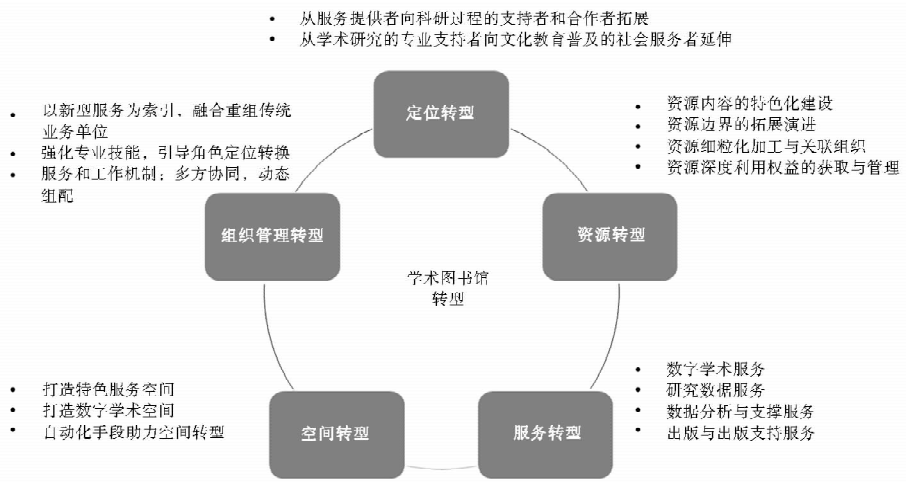 • 从服务提供者向科研过程的支持者和合作者拓展
• 从学术研究的专业支持者向文化教育普及的社会服务者延伸
定位转型
• 以新型服务为索引，融合重组传统
业务单位
• 强化专业技能，引导角色定位转换
• 服务和工作机制：多方协同，动态
组配
组织管理转型
• 资源内容的特色化建设
• 资源边界的拓展演进
• 资源细粒化加工与关联组织
• 资源深度利用权益的获取与管理
资源转型
学术图书馆
转型
• 打造特色服务空间
• 打造数字学术空间
• 自动化手段助力空间转型
空间转型
服务转型
• 数字学术服务
• 研究数据服务
• 数据分析与支撑服务
• 出版与出版支持服务